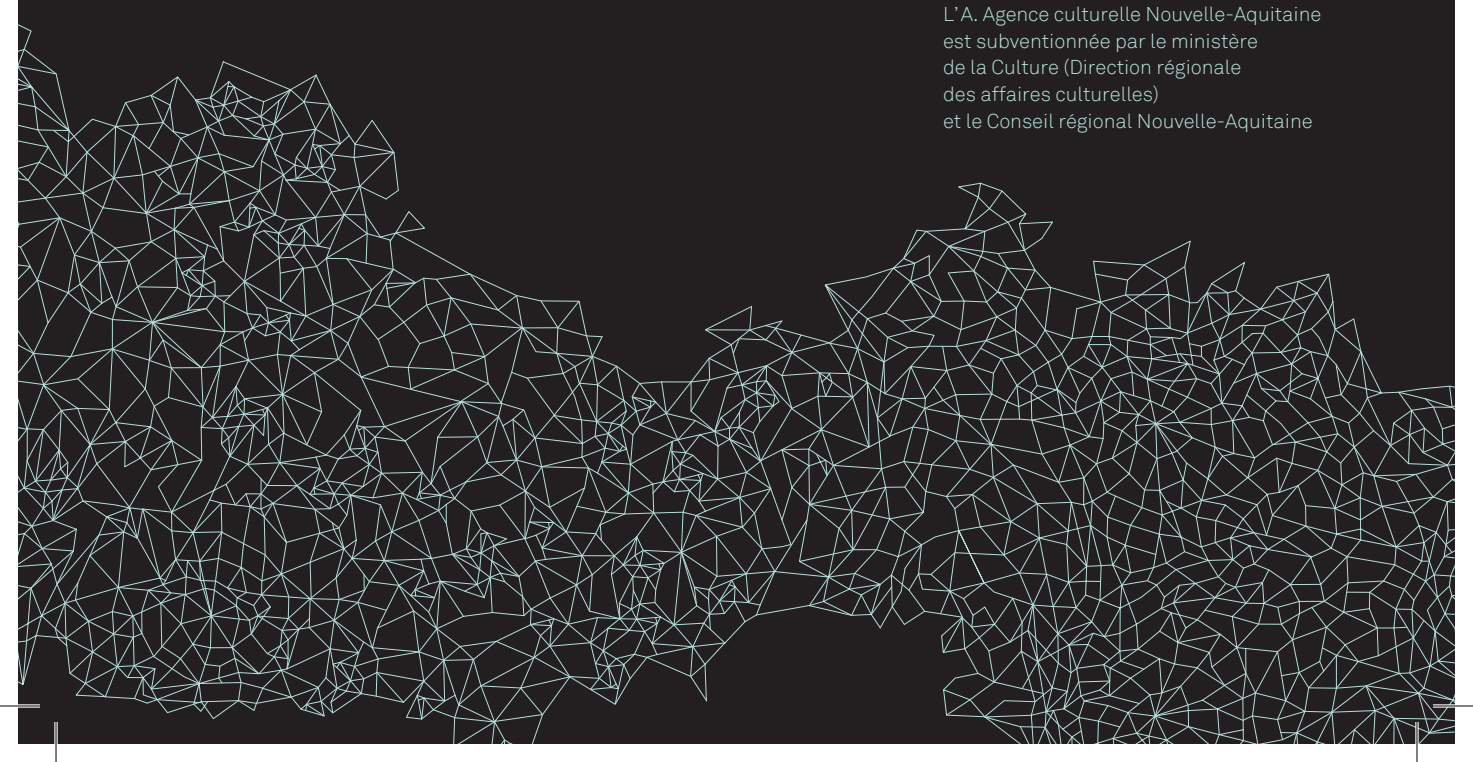 L’A. Agence culturelle Nouvelle-Aquitaine
est subventionnée par le ministère
de la Culture (Direction régionale
des affaires culturelles)
et le Conseil régional Nouvelle-Aquitaine